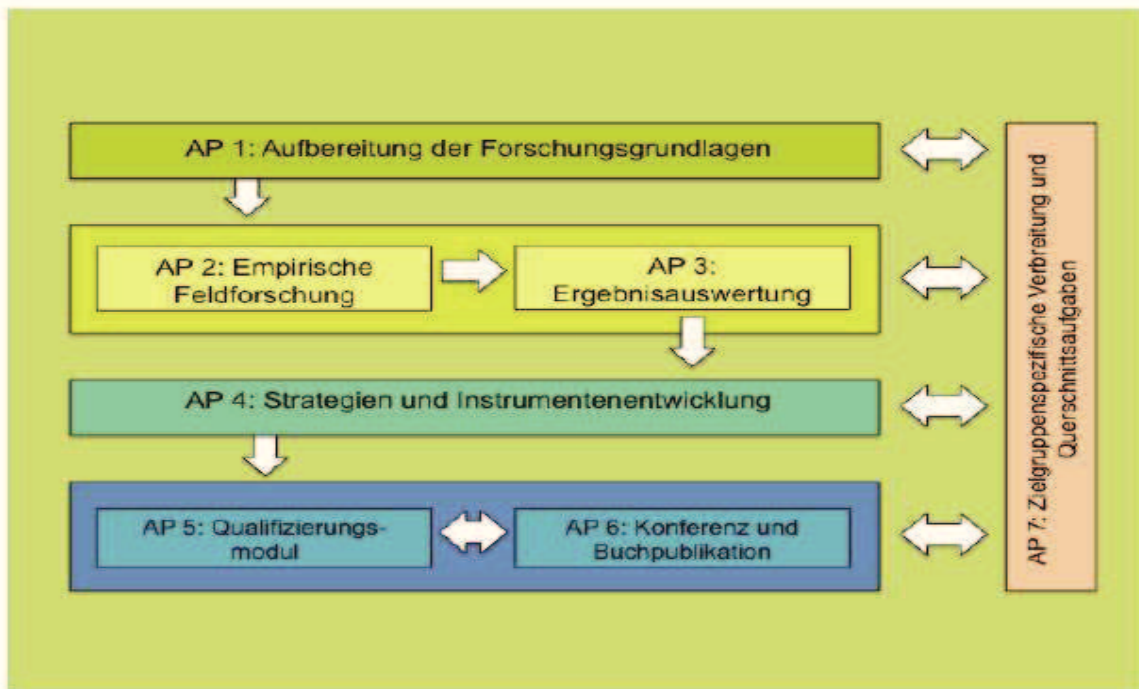 AP 1: Aufbereitung der Forschungsgrundlagen
AP 2: Empirische
Feldforschung
AP 3:
Ergebnisauswertung
AP 4: Strategien und Instrumentenentwicklung
AP 5: Qualifizierungs-
modul
AP 6: Konferenz und
Buchpublikation
AP 7: Zielgruppenspezifische Verbreitung und
Querschnittsaufgaben